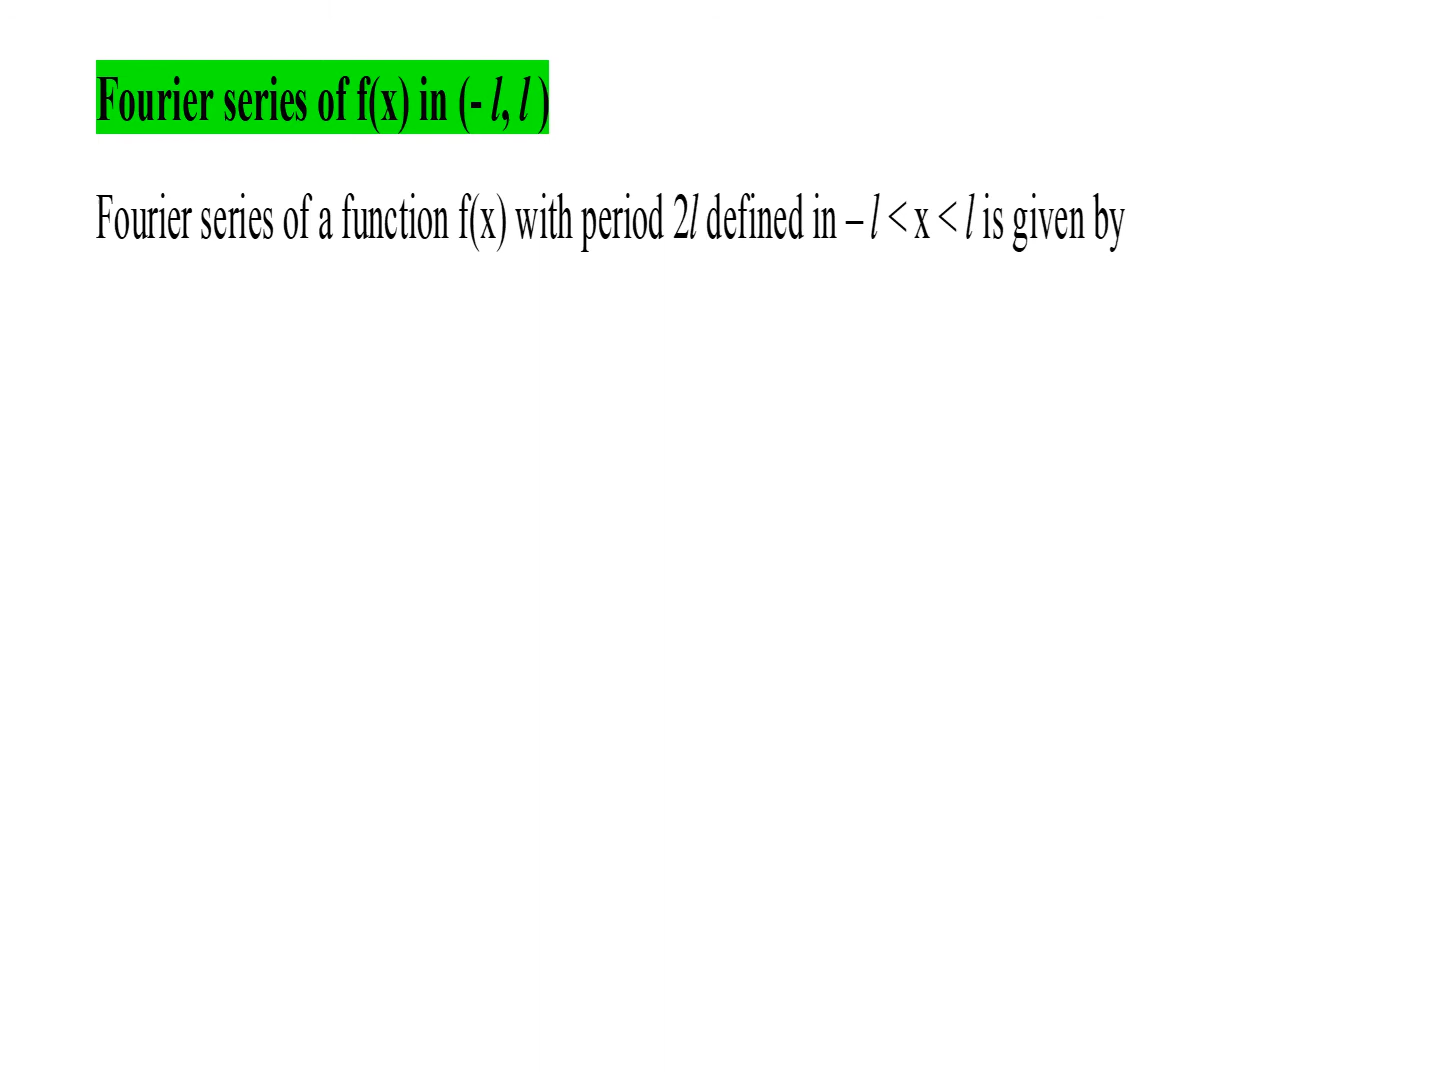 Fourier series of f(x) in (- l, l )
Fourier series of a function f(x) with period 2l defined in – l < x < l is given by